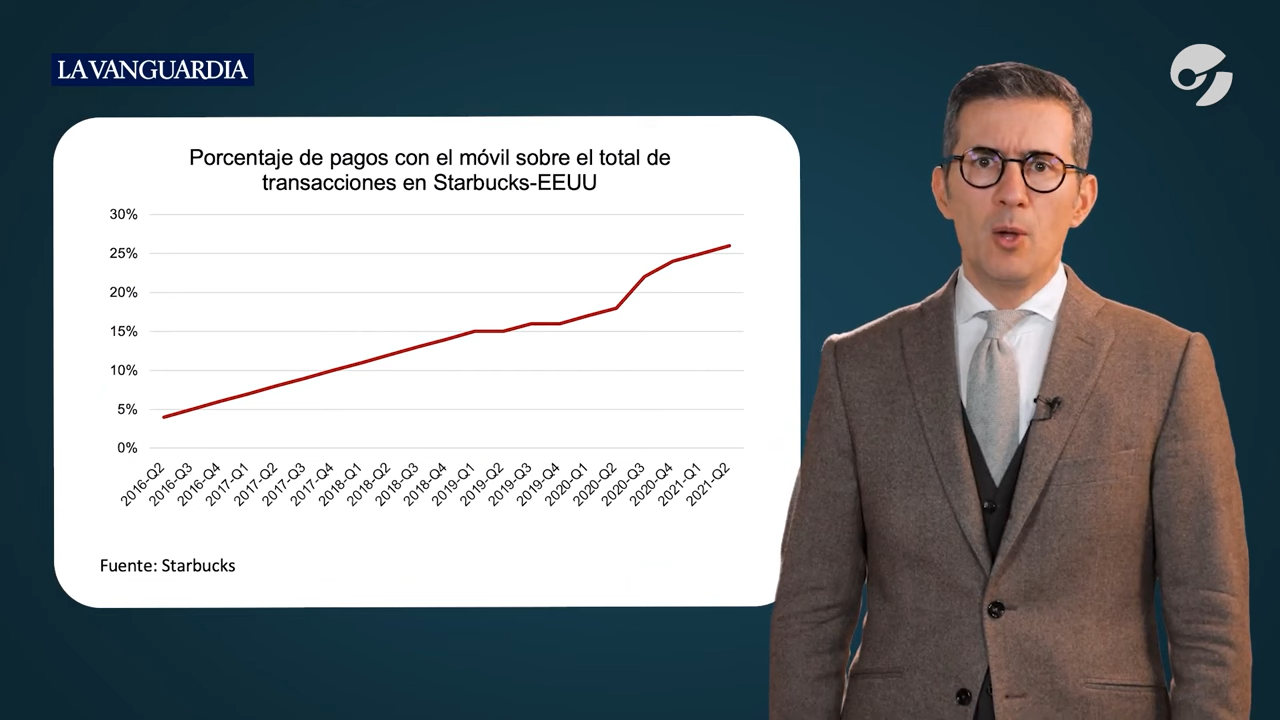 LA VANGUARDIA
Porcentaje de pagos con el móvil sobre el total de
transacciones en Starbucks-EEUU
30%
25%
20%
15%
10%
5%
0%
2016-Q2
2016-Q3
2016-Q4
2017-Q1
2017-Q2
2017-Q3
2017-Q4
2018-Q1
2018-Q2
2018-Q3
2018-Q4
2019-Q1
2019-Q2
2019-Q3
2019-Q4
2020-Q1
2020-Q2
2020-Q3
2020-Q4
2021-Q1
2021-Q2
Fuente: Starbucks